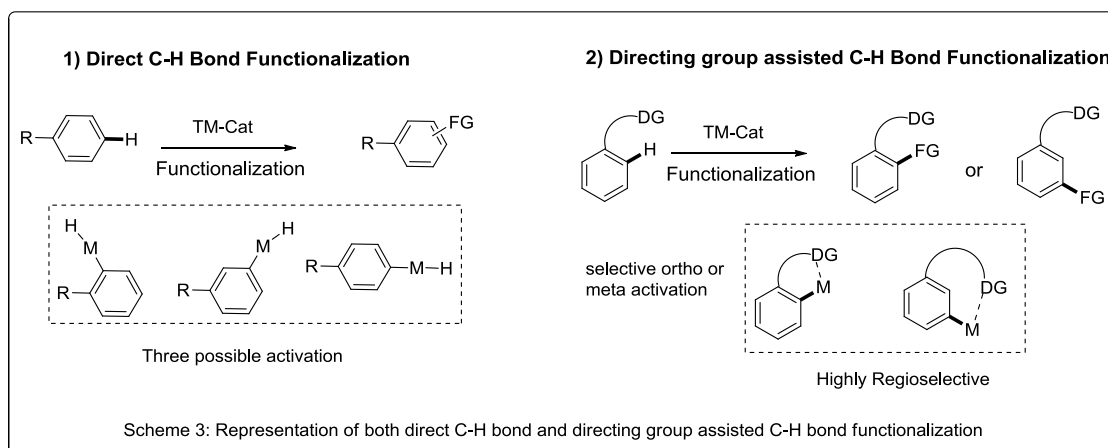 1) Direct C-H Bond Functionalization
R
H
TM-Cat
Functionalization
R
FG
H
M
R
H
M
R
R
M-H
Three possible activation
2) Directing group assisted C-H Bond Functionalization
DG
H
TM-Cat
Functionalization
DG
FG
or
DG
FG
selective ortho or
meta activation
DG
M
DG
M
Highly Regioselective
Scheme 3: Representation of both direct C-H bond and directing group assisted C-H bond functionalization